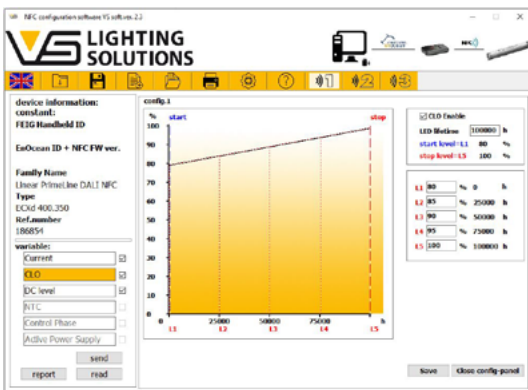 NFC configuration software VS soft.ver. 2.3
VS LIGHTING
SOLUTIONS
NFC
1
2
3
device information:
constant:
FEIG Handheld ID
EnOcean ID + NFC FW ver.
Family Name
Linear PrimeLine DALI NFC
Type
ECXd 400.350
Ref.number
186854
variable:
Current
CLO
DC level
NTC
Control Phase
Active Power Supply
send
report read
config.1
% start stop
100
90
80
70
60
50
40
30
20
10
0 25000 50000 75000 h
L1 L2 L3 L4 L5
CLO Enable
LED lifetime 100000 h
start level=L1 80 %
stop level=L5 100 %
L1 80 % 0 h
L2 85 % 25000 h
L3 90 % 50000 h
L4 95 % 75000 h
L5 100 % 100000 h
Save Close config-panel